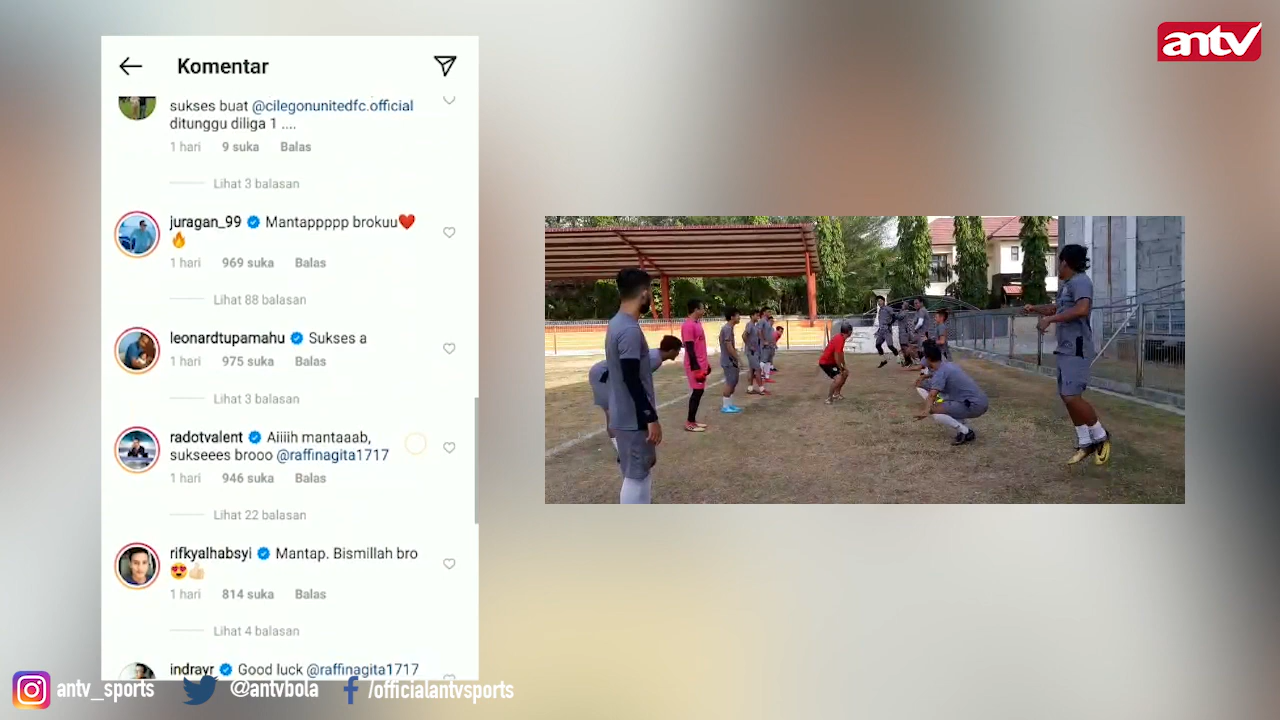 antv
Komentar
sukses buat @cilegonunitedfc.official
ditunggu diliga 1 ....
1 hari 9 suka Balas
Lihat 3 balasan
juragan_99 Mantappppp brokuu❤️
🔥
1 hari 969 suka Balas
Lihat 88 balasan
leonardtupamahu Sukses a
1 hari 975 suka Balas
Lihat 3 balasan
radotvalent Aiiiih mantaaab,
sukseees brooo @raffinagita1717
1 hari 946 suka Balas
Lihat 22 balasan
rifkyalhabsyi Mantap. Bismillah bro
😍👍🏻
1 hari 814 suka Balas
Lihat 4 balasan
indrayr Good luck @raffinagita1717
antv_sports @antvbola /officialantvsports